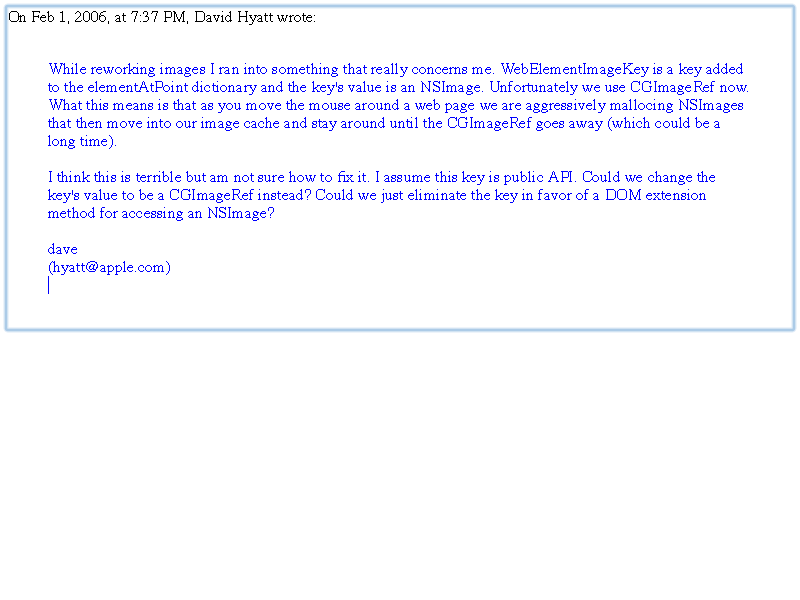 On Feb 1, 2006, at 7:37 PM, David Hyatt wrote:
While reworking images I ran into something that really concerns me. WebElementImageKey is a key added
to the elementAtPoint dictionary and the key's value is an NSImage. Unfortunately we use CGImageRef now.
What this means is that as you move the mouse around a web page we are aggressively mallocing NSImages
that then move into our image cache and stay around until the CGImageRef goes away (which could be a
long time).
I think this is terrible but am not sure how to fix it. I assume this key is public API. Could we change the
key's value to be a CGImageRef instead? Could we just eliminate the key in favor of a DOM extension
method for accessing an NSImage?
dave
(hyatt@apple.com)